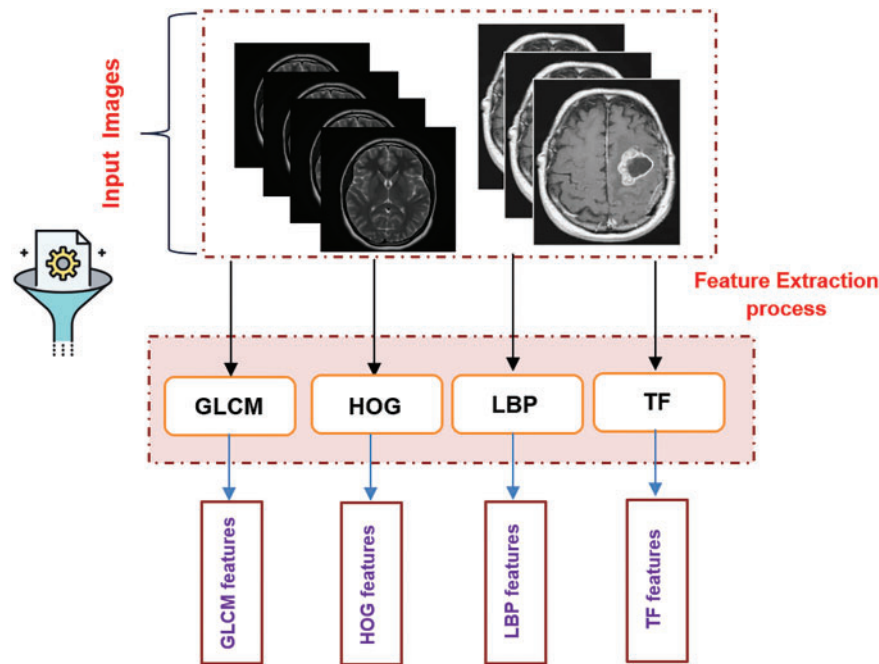 Input Images
Feature Extraction
process
GLCM
HOG
LBP
TF
GLCM features
HOG features
LBP features
TF features